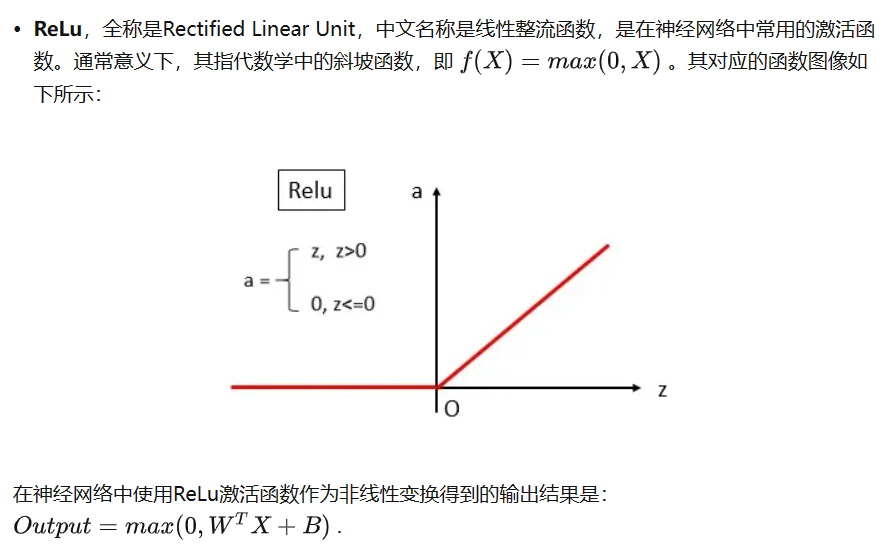 • ReLu，全称是Rectified Linear Unit，中文名称是线性整流函数，是在神经网络中常用的激活函
数。通常意义下，其指代数学中的斜坡函数，即 f(X) = max(0, X) 。其对应的函数图像如
下所示：
Relu
a
z, z>0
a =
0, z<=0
z
O
在神经网络中使用ReLu激活函数作为非线性变换得到的输出结果是：
Output = max(0, W^T X + B) .